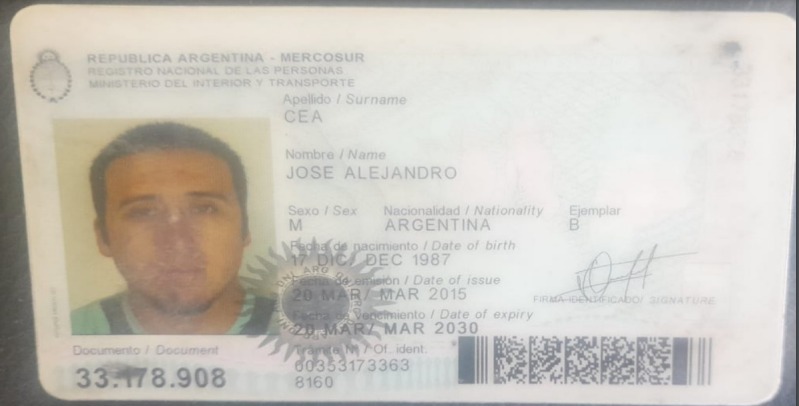 REPUBLICA ARGENTINA - MERCOSUR
REGISTRO NACIONAL DE LAS PERSONAS
MINISTERIO DEL INTERIOR Y TRANSPORTE
Apellido / Surname
CEA
Nombre / Name
JOSE ALEJANDRO
Sexo / Sex Nacionalidad / Nationality Ejemplar
M ARGENTINA B
Fecha de nacimiento / Date of birth
17 DIC/ DEC 1987
Fecha de emisión / Date of issue
20 MAR/ MAR 2015
FIRMA IDENTIFICADO/ SIGNATURE
Fecha de vencimiento / Date of expiry
20 MAR/ MAR 2030
Documento / Document
Trámite Nº / Of. ident.
33.178.908
00353173363
8160